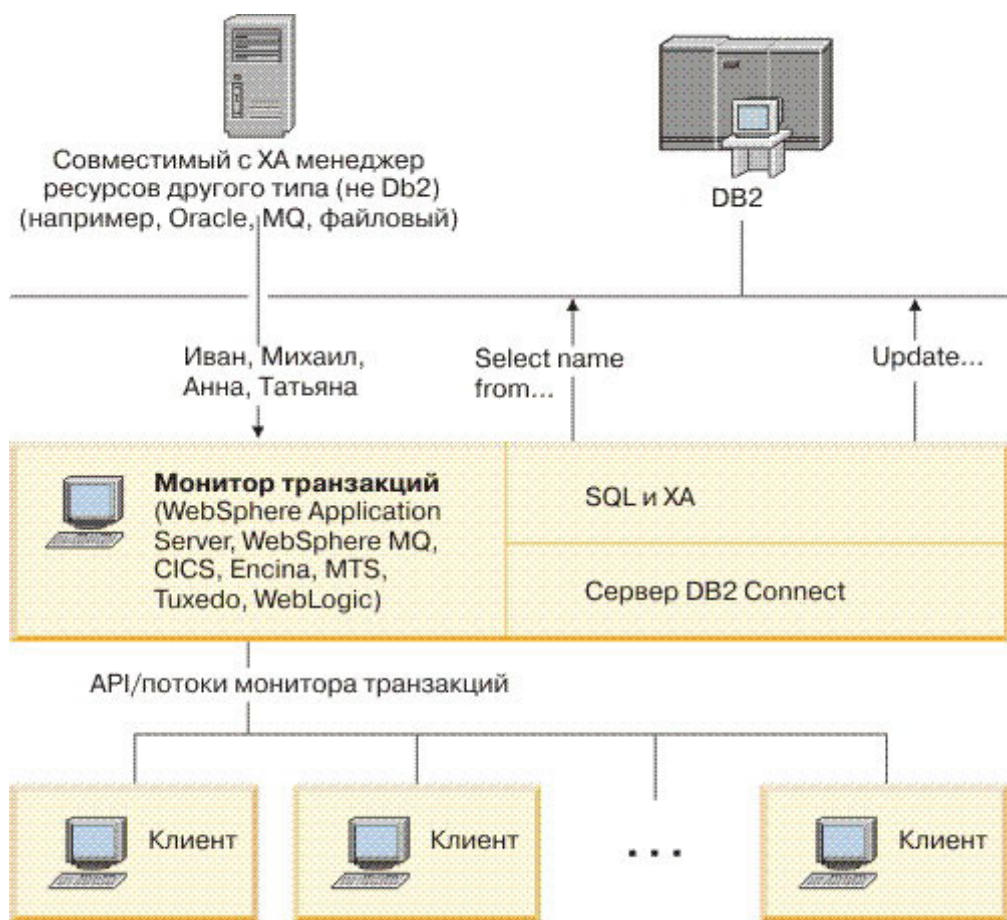 Совместимый с XA менеджер
ресурсов другого типа (не Db2)
(например, Oracle, MQ, файловый)
DB2
Иван, Михаил,
Анна, Татьяна
Select name
from...
Update...
Монитор транзакций
(WebSphere Application
Server, WebSphere MQ,
CICS, Encina, MTS,
Tuxedo, WebLogic)
SQL и XA
Сервер DB2 Connect
API/потоки монитора транзакций
Клиент
Клиент
...
Клиент